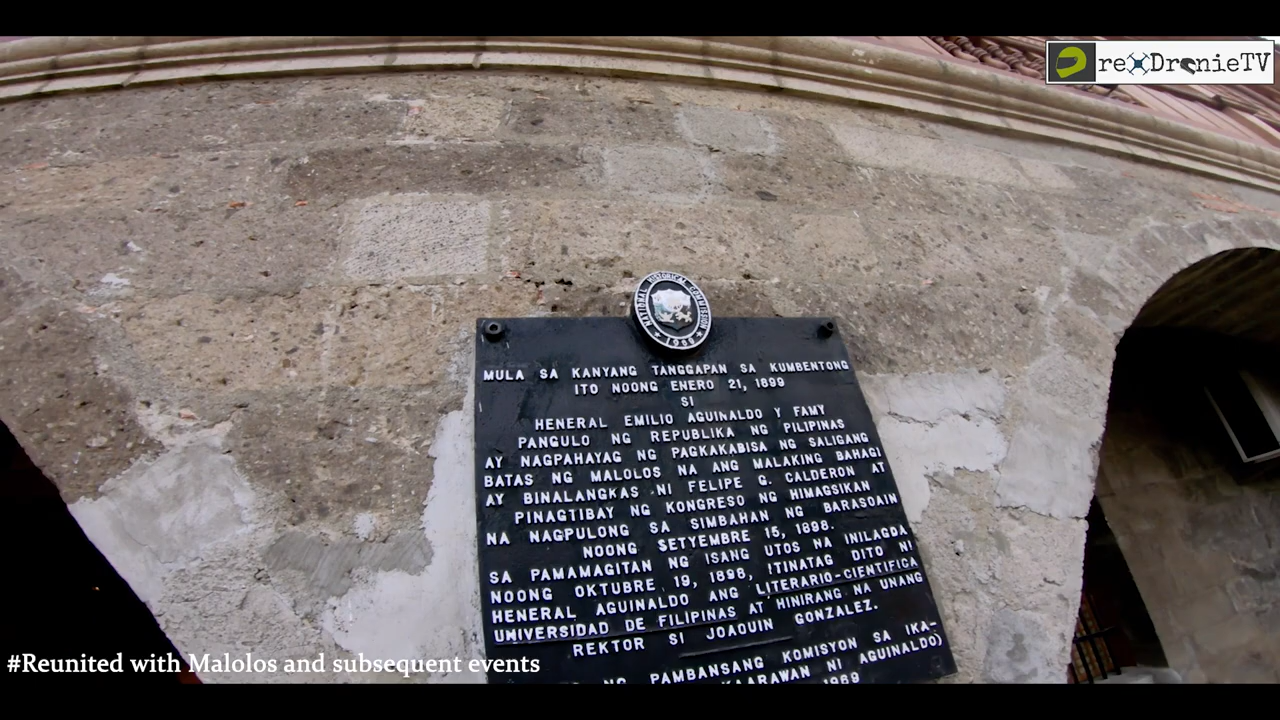 reXDronieTV
NATIONAL HISTORICAL COMMISSION
MULA SA KANYANG TANGGAPAN SA KUMBENTONG
ITO NOONG ENERO 21, 1899
SI
HENERAL EMILIO AGUINALDO Y FAMY
PANGULO NG REPUBLIKA NG PILIPINAS
AY NAGPAHAYAG NG PAGKAKABISA NG SALIGANG
BATAS NG MALOLOS NA ANG MALAKING BAHAGI
AY BINALANGKAS NI FELIPE G. CALDERON AT
PINAGTIBAY NG KONGRESO NG HIMAGSIKAN
NA NAGPULONG SA SIMBAHAN NG BARASOAIN
NOONG SETYEMBRE 15, 1898.
SA PAMAMAGITAN NG ISANG UTOS NA INILAGDA
NOONG OKTUBRE 19, 1898, ITINATAG DITO NI
HENERAL AGUINALDO ANG LITERARIO-CIENTIFICA
UNIVERSIDAD DE FILIPINAS AT HINIRANG NA UNANG
REKTOR SI JOAQUIN GONZALEZ.
NG PAMBANSANG KOMISYON SA IKA-
KAARAWAN NI AGUINALDO)
1969
#Reunited with Malolos and subsequent events